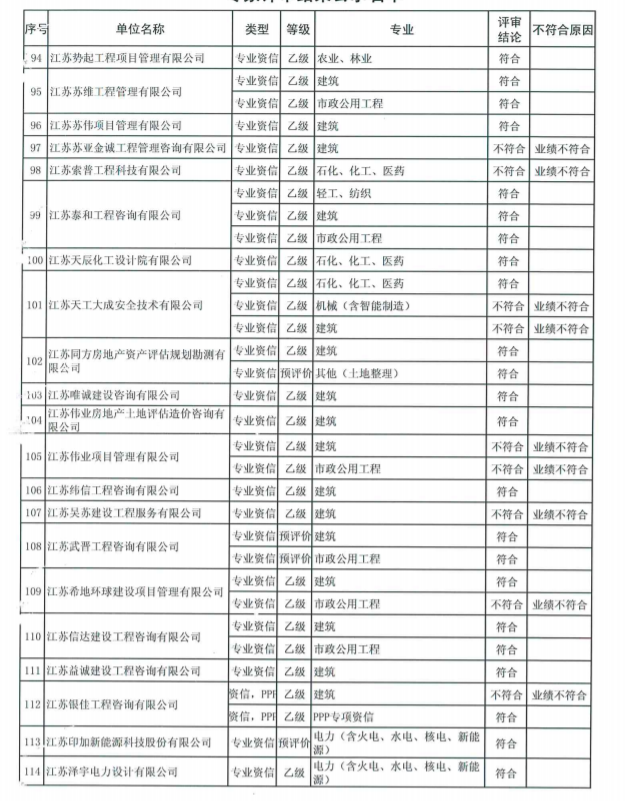 序号 单位名称 类型 等级 专业 评审结论 不符合原因
94 江苏势起工程项目管理有限公司 专业资信 乙级 农业、林业 符合
95 江苏苏维工程管理有限公司 专业资信 乙级 建筑 符合
专业资信 乙级 市政公用工程 符合
96 江苏苏伟项目管理有限公司 专业资信 乙级 建筑 符合
97 江苏苏亚金诚工程管理咨询有限公司 专业资信 乙级 建筑 不符合 业绩不符合
98 江苏索普工程科技有限公司 专业资信 乙级 石化、化工、医药 不符合 业绩不符合
99 江苏泰和工程咨询有限公司 专业资信 乙级 轻工、纺织 符合
专业资信 乙级 建筑 符合
专业资信 乙级 市政公用工程 符合
100 江苏天辰化工设计院有限公司 专业资信 乙级 石化、化工、医药 符合
101 江苏天工大成安全技术有限公司 专业资信 乙级 石化、化工、医药 符合
专业资信 乙级 机械（含智能制造） 不符合 业绩不符合
专业资信 乙级 建筑 不符合 业绩不符合
102 江苏同方房地产资产评估规划勘测有限公司 专业资信 乙级 建筑 符合
专业资信 预评价 其他（土地整理） 符合
103 江苏唯诚建设咨询有限公司 专业资信 乙级 建筑 符合
104 江苏伟业房地产土地评估造价咨询有限公司 专业资信 乙级 建筑 符合
105 江苏伟业项目管理有限公司 专业资信 乙级 建筑 不符合 业绩不符合
专业资信 乙级 市政公用工程 不符合 业绩不符合
106 江苏纬信工程咨询有限公司 专业资信 乙级 建筑 符合
107 江苏吴苏建设工程服务有限公司 专业资信 乙级 建筑 不符合 业绩不符合
108 江苏武晋工程咨询有限公司 专业资信 预评价 建筑 符合
专业资信 预评价 市政公用工程 符合
109 江苏希地环球建设项目管理有限公司 专业资信 乙级 建筑 符合
专业资信 乙级 市政公用工程 不符合 业绩不符合
110 江苏信达建设工程咨询有限公司 专业资信 乙级 建筑 符合
专业资信 乙级 市政公用工程 符合
111 江苏益诚建设工程咨询有限公司 专业资信 乙级 建筑 符合
112 江苏银佳工程咨询有限公司 资信，PPP 乙级 建筑 不符合 业绩不符合
资信，PPP 乙级 PPP专项资信 符合
113 江苏印加新能源科技股份有限公司 专业资信 预评价 电力（含火电、水电、核电、新能源） 符合
114 江苏泽宇电力设计有限公司 专业资信 乙级 电力（含火电、水电、核电、新能源） 符合